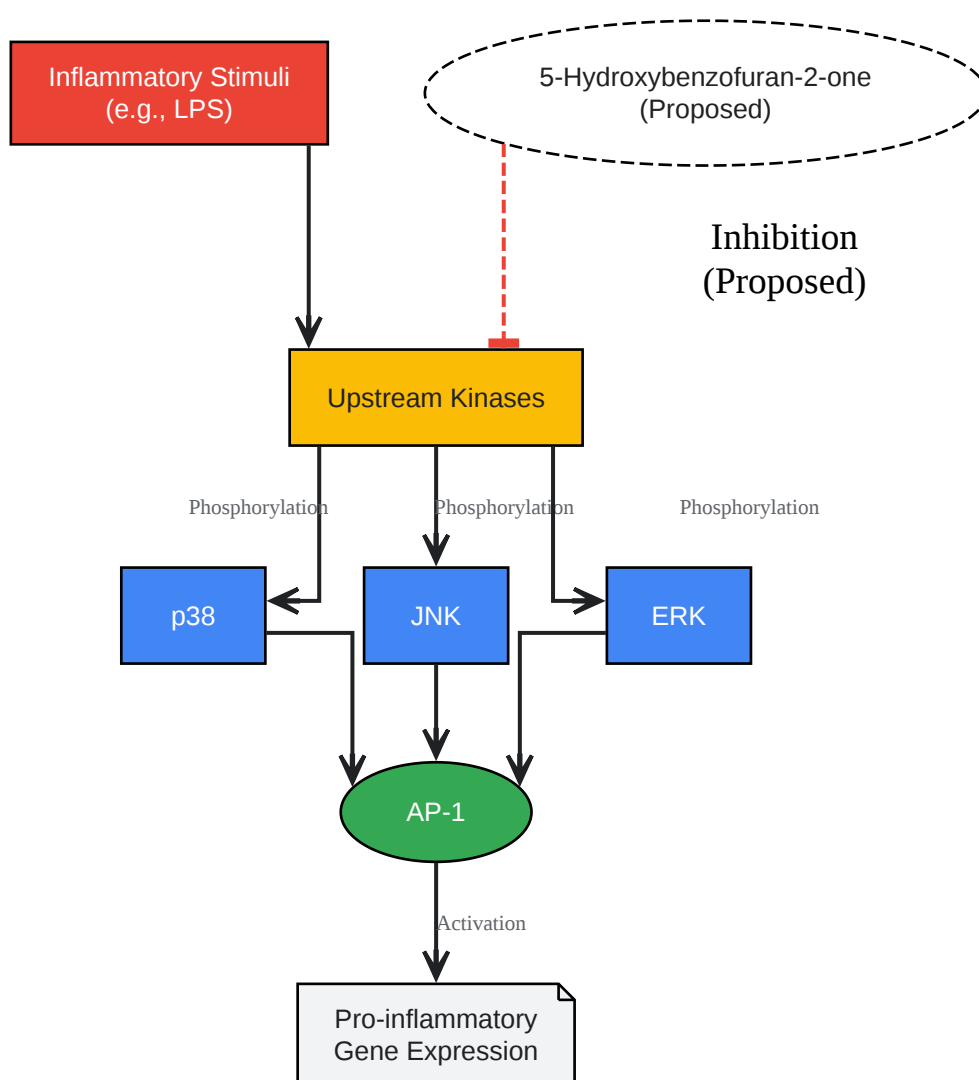 Inflammatory Stimuli
(e.g., LPS)
5-Hydroxybenzofuran-2-one
(Proposed)
Inhibition
(Proposed)
Upstream Kinases
Phosphorylation
Phosphorylation
Phosphorylation
p38
JNK
ERK
AP-1
Activation
Pro-inflammatory
Gene Expression